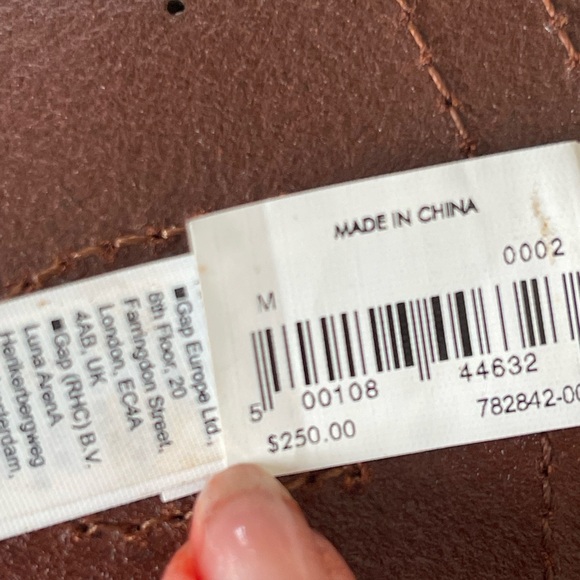 MADE IN CHINA
0002
M
5 00108 44632
$250.00
782842-00
■Gap Europe Ltd.,
6th Floor, 20
Farringdon Street,
London, EC4A
4AB, UK
■Gap (RHC) B.V.
Luna ArenA
Herikerbergweg